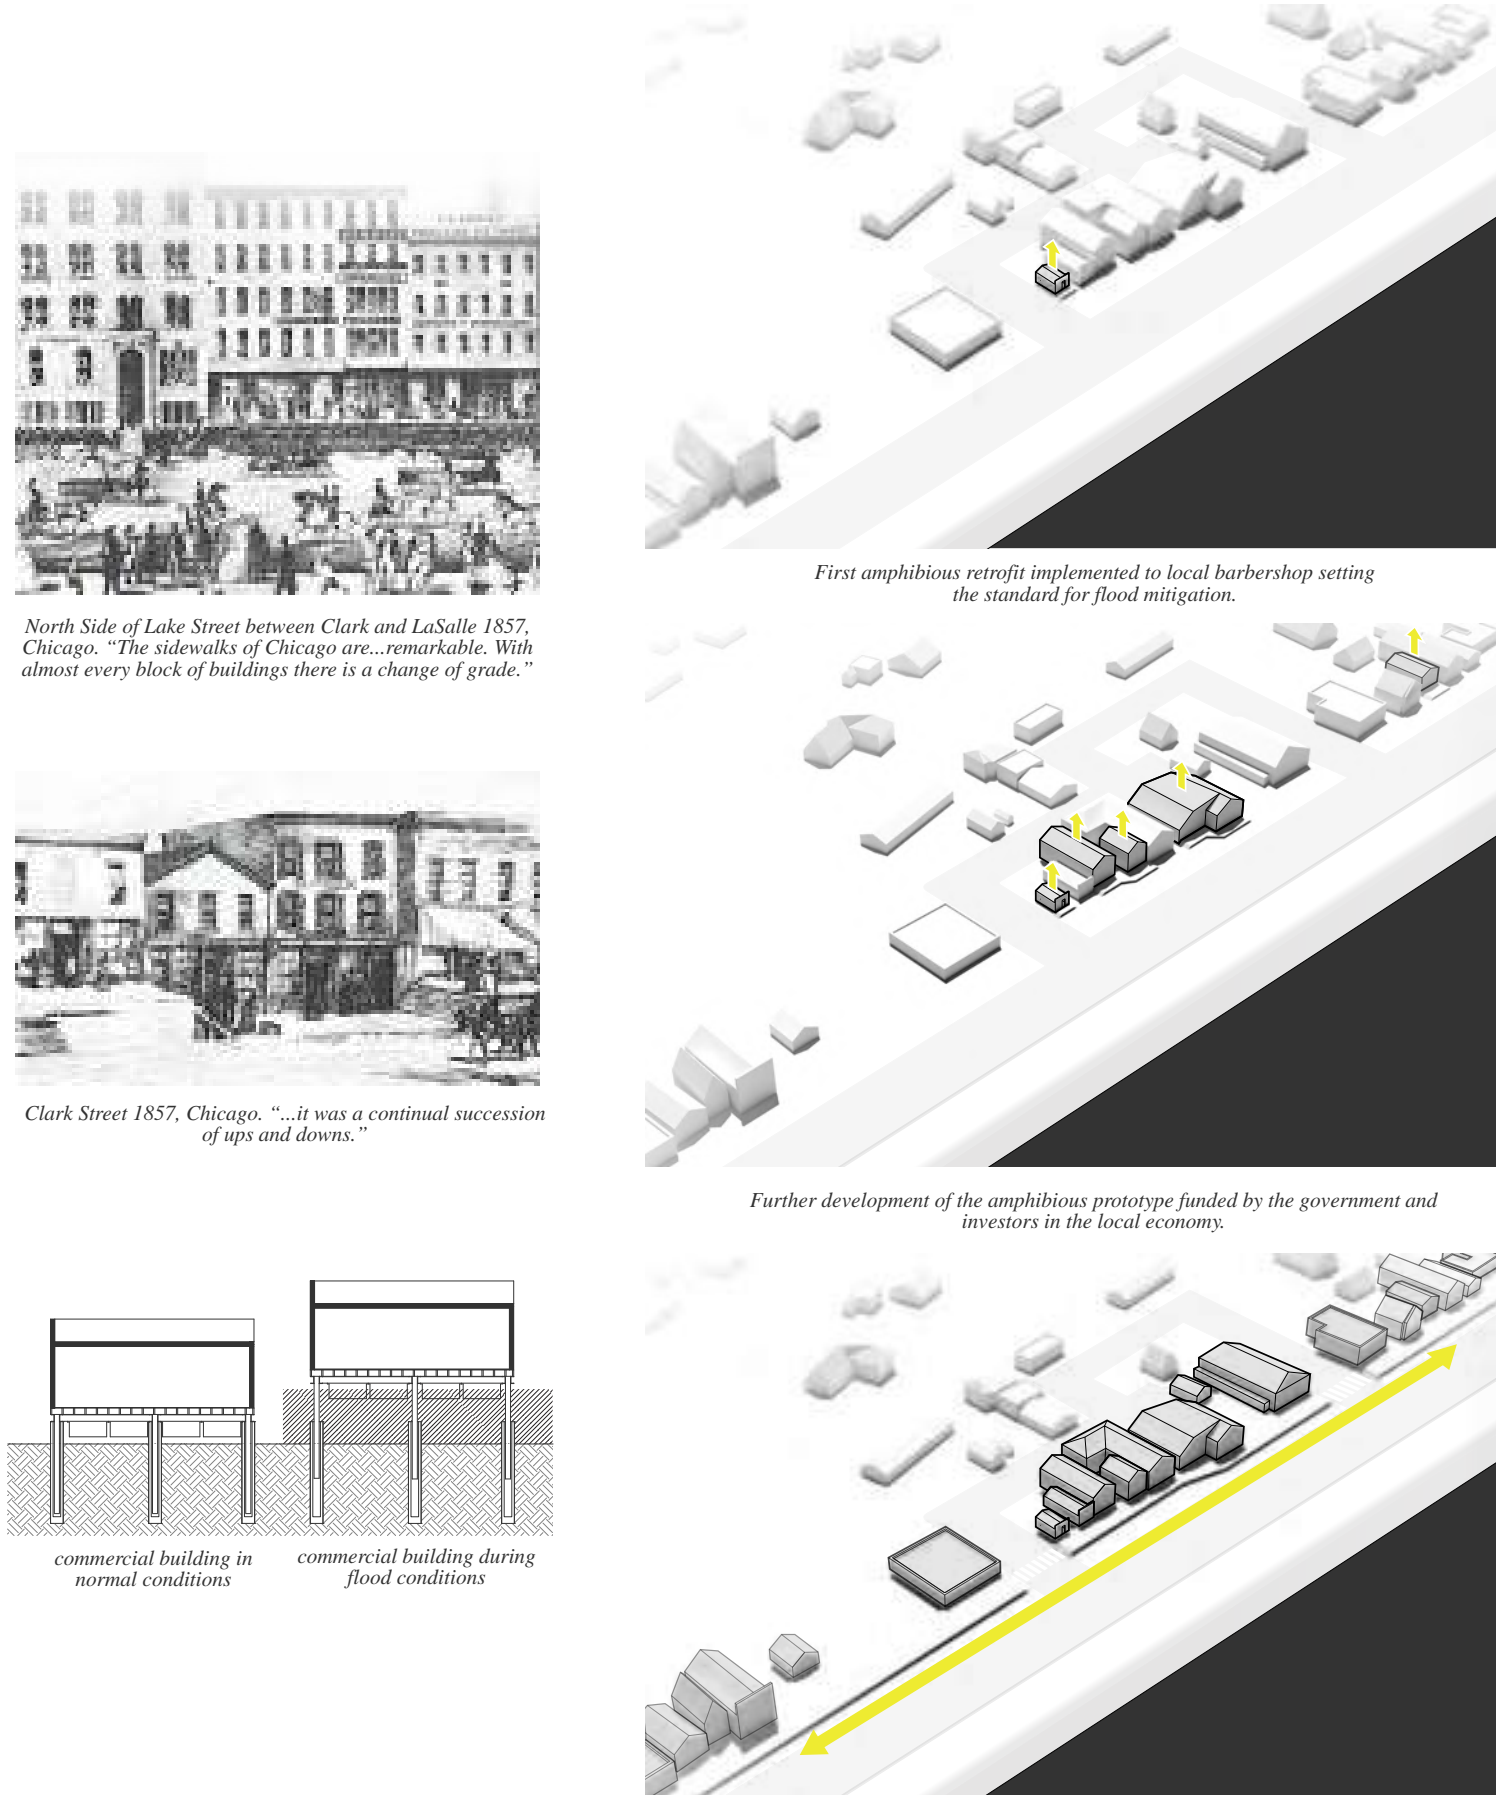 North Side of Lake Street between Clark and LaSalle 1857,
Chicago. “The sidewalks of Chicago are...remarkable. With
almost every block of buildings there is a change of grade.”
Clark Street 1857, Chicago. “...it was a continual succession
of ups and downs.”
commercial building in
normal conditions
commercial building during
flood conditions
First amphibious retrofit implemented to local barbershop setting
the standard for flood mitigation.
Further development of the amphibious prototype funded by the government and
investors in the local economy.